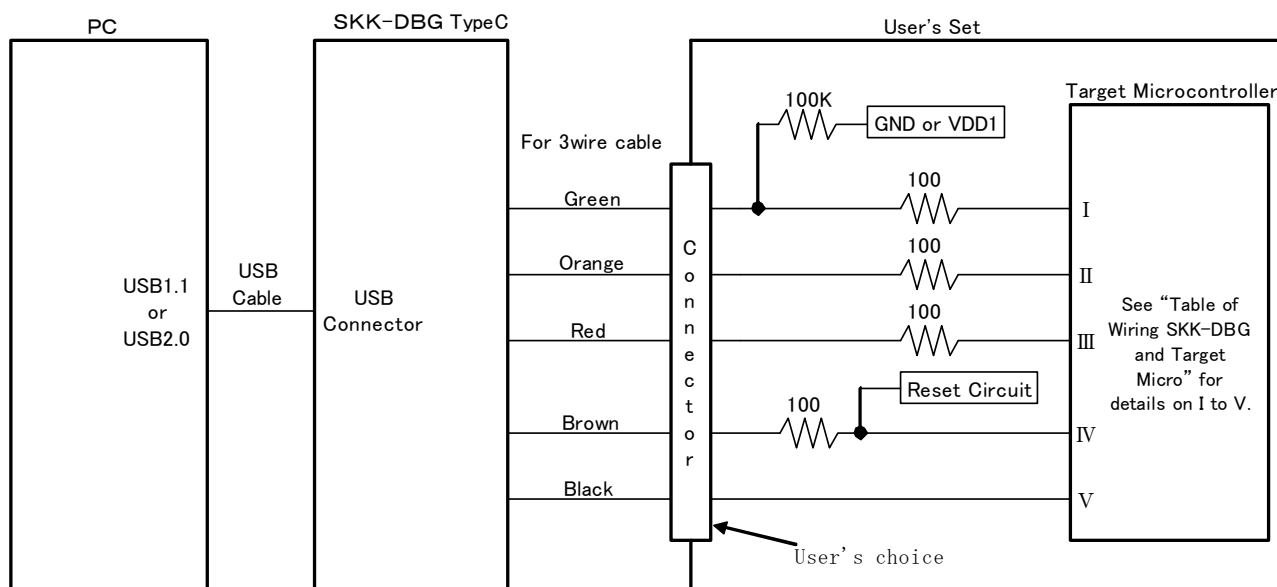 PC
SKK-DBG TypeC
User's Set
USB1.1
or
USB2.0
USB
Cable
USB
Connector
For 3wire cable
Green
Orange
Red
Brown
Black
Connector
User's choice
100K
GND or VDD1
100
100
100
100
Reset Circuit
Target Microcontroller
I
II
III
IV
V
See “Table of
Wiring SKK-DBG
and Target
Micro” for
details on I to V.